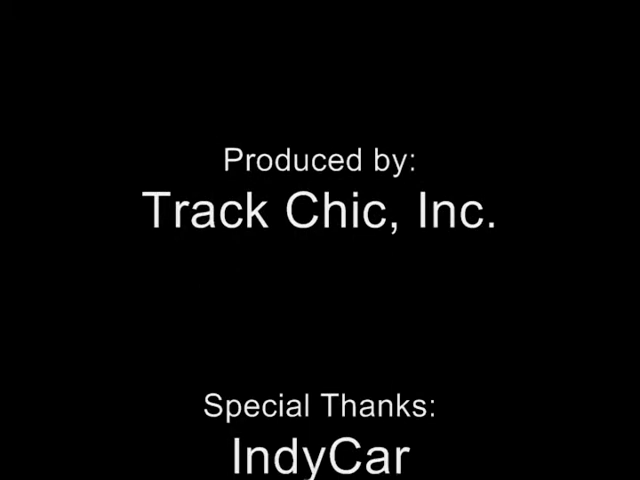 Produced by:
Track Chic, Inc.
Special Thanks:
IndyCar